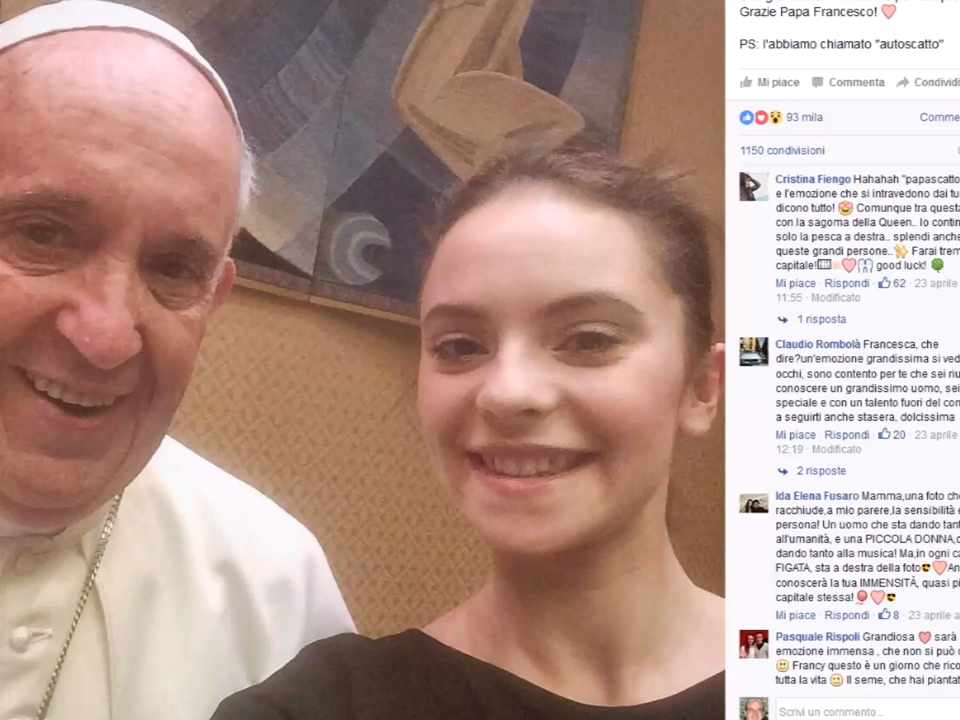 Grazie Papa Francesco!
PS: l'abbiamo chiamato "autoscatto"
Mi piace Commenta Condividi
93 mila Comme
1150 condivisioni
Cristina Fiengo Hahahah "papascatto
e l'emozione che si intravedono dai tu
dicono tutto! Comunque tra questa
con la sagoma della Queen.. Io contin
solo la pesca a destra.. splendi anche
queste grandi persone.. Farai trem
capitale! good luck!
Mi piace · Rispondi · 62 · 23 aprile
11:55 · Modificato
1 risposta
Claudio Rombolà Francesca, che
dire?un'emozione grandissima si ved
occhi, sono contento per te che sei riu
conoscere un grandissimo uomo, sei
speciale e con un talento fuori del con
a seguirti anche stasera, dolcissima
Mi piace · Rispondi · 20 · 23 aprile
12:19 · Modificato
2 risposte
Ida Elena Fusaro Mamma,una foto che
racchiude,a mio parere,la sensibilità e
persona! Un uomo che sta dando tant
all'umanità, e una PICCOLA DONNA,c
dando tanto alla musica! Ma,in ogni ca
FIGATA, sta a destra della foto An
conoscerà la tua IMMENSITÀ, quasi pi
capitale stessa!
Mi piace · Rispondi · 8 · 23 aprile a
Pasquale Rispoli Grandiosa sarà
emozione immensa , che non si può d
Francy questo è un giorno che rico
tutta la vita Il seme, che hai piantat
Scrivi un commento...